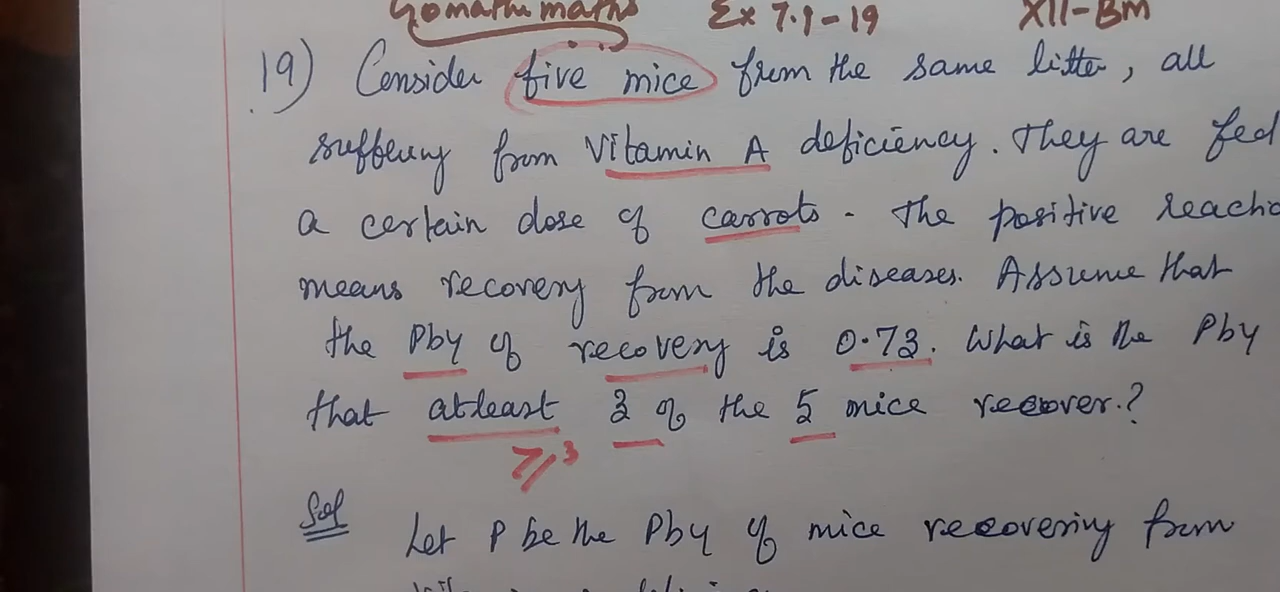 Gomathi maths Ex 7.1-19 XII-BM
19) Consider five mice from the same litter, all
suffering from Vitamin A deficiency. They are fed
a certain dose of carrots. The positive reactio
means recovery from the diseases. Assume that
the Pby of recovery is 0.73. What is the Pby
that atleast 3 of the 5 mice recover.?
≥3
Sol Let P be the Pby of mice recovering from